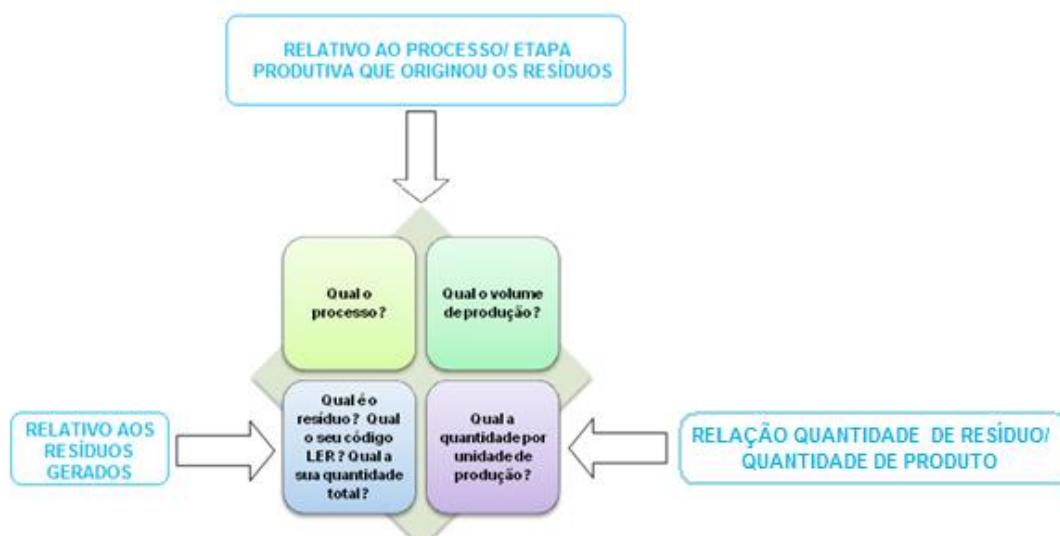 RELATIVO AO PROCESSO/ ETAPA
PRODUTIVA QUE ORIGINOU OS RESÍDUOS
Qual o
processo?
Qual o volume
de produção?
RELATIVO AOS
RESÍDUOS
GERADOS
Qual é o
resíduo? Qual
o seu código
LER? Qual a
sua quantidade
total?
Qual a
quantidade por
unidade de
produção?
RELAÇÃO QUANTIDADE DE RESÍDUO/
QUANTIDADE DE PRODUTO